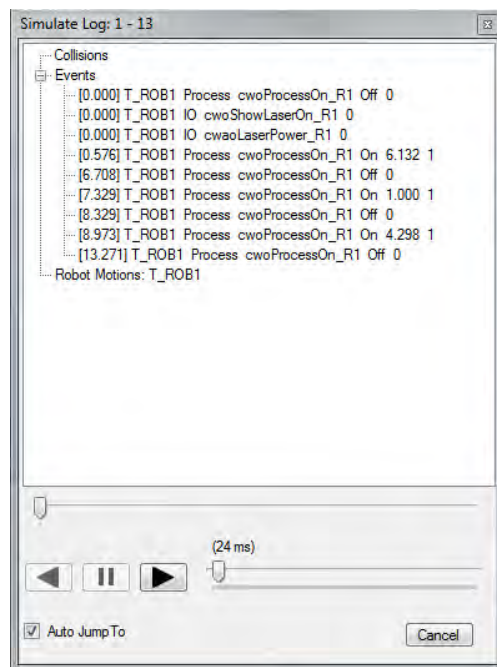 Simulate Log: 1 - 13
Collisions
Events
[0.000] T_ROB1 Process cwoProcessOn_R1 Off 0
[0.000] T_ROB1 IO cwoShowLaserOn_R1 0
[0.000] T_ROB1 IO cwaoLaserPower_R1 0
[0.576] T_ROB1 Process cwoProcessOn_R1 On 6.132 1
[6.708] T_ROB1 Process cwoProcessOn_R1 Off 0
[7.329] T_ROB1 Process cwoProcessOn_R1 On 1.000 1
[8.329] T_ROB1 Process cwoProcessOn_R1 Off 0
[8.973] T_ROB1 Process cwoProcessOn_R1 On 4.298 1
[13.271] T_ROB1 Process cwoProcessOn_R1 Off 0
Robot Motions: T_ROB1
(24 ms)
Auto Jump To
Cancel